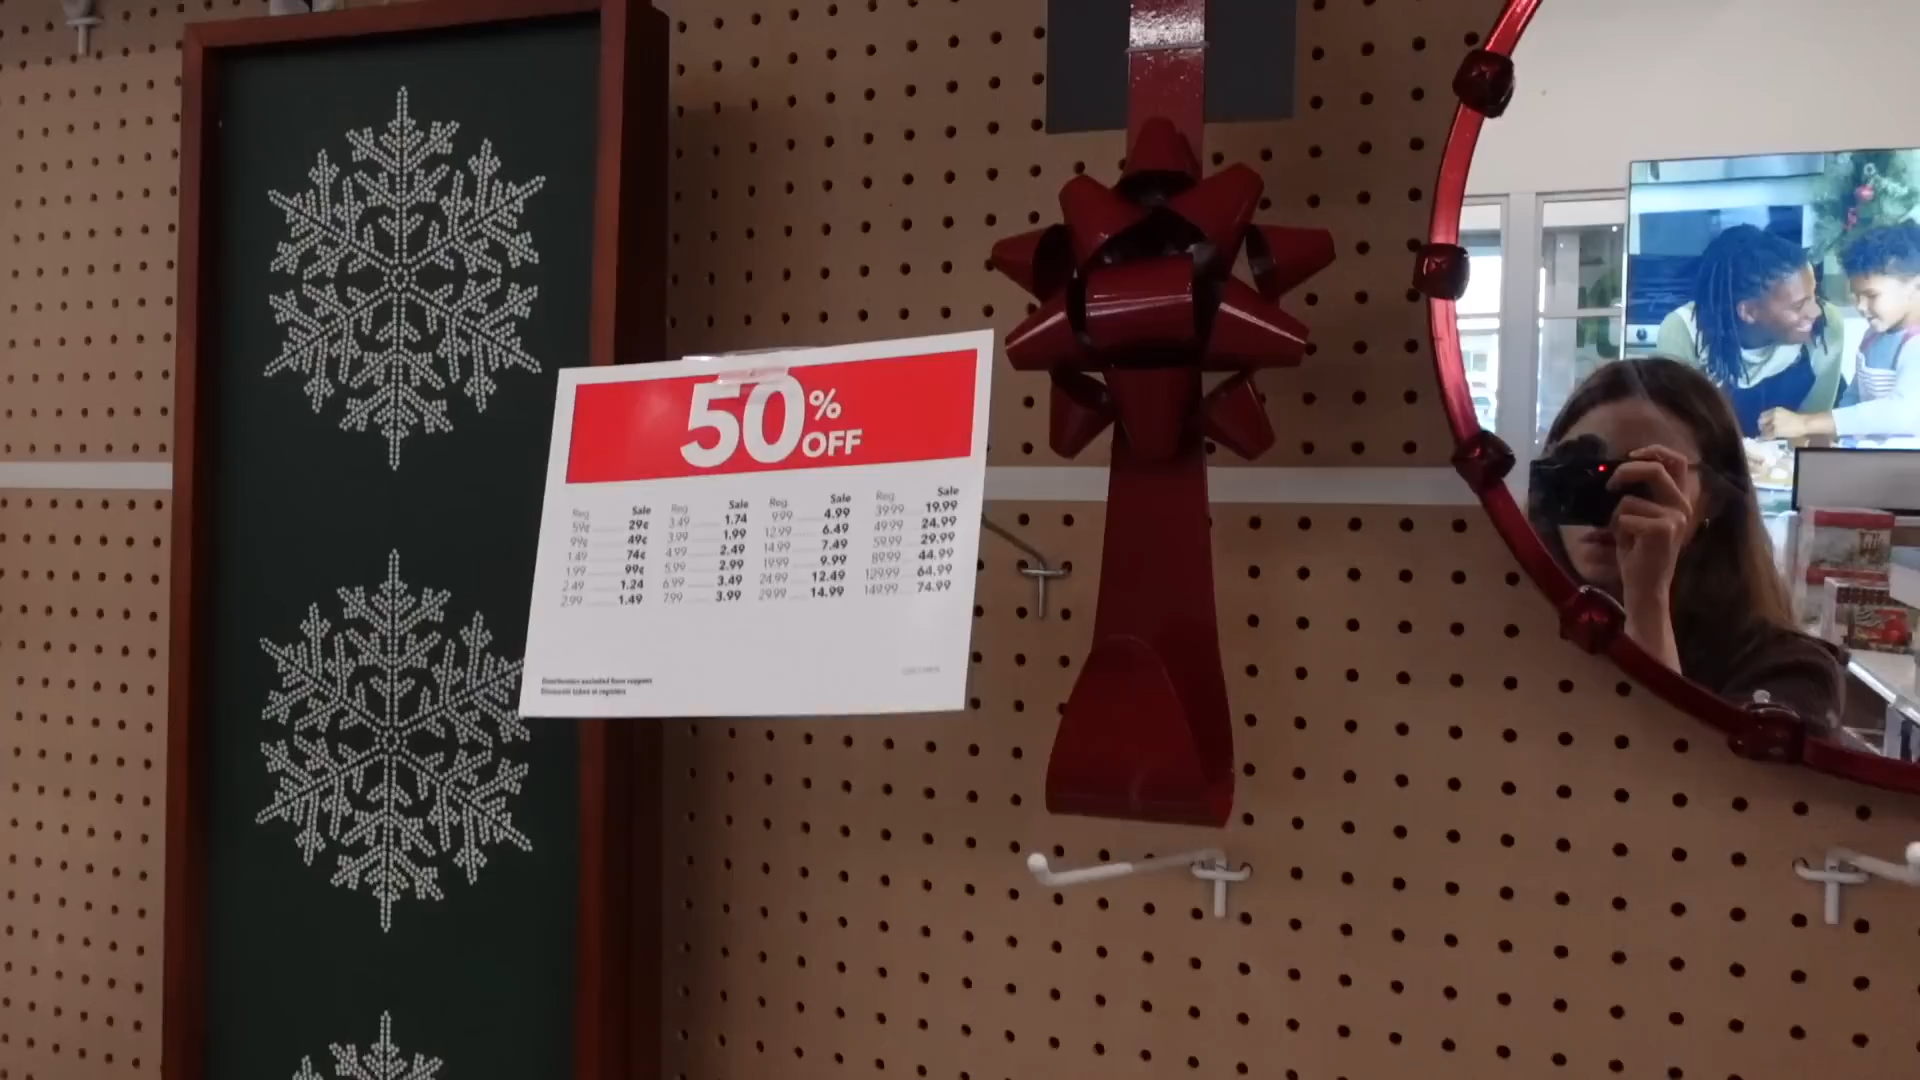 50% OFF
Reg. Sale Reg. Sale Reg. Sale Reg. Sale
59¢ 29¢ 3.49 1.74 9.99 4.99 39.99 19.99
99¢ 49¢ 3.99 1.99 12.99 6.49 49.99 24.99
1.49 74¢ 4.99 2.49 14.99 7.49 59.99 29.99
1.99 99¢ 5.99 2.99 19.99 9.99 89.99 44.99
2.49 1.24 6.99 3.49 24.99 12.49 129.99 64.99
2.99 1.49 7.99 3.99 29.99 14.99 149.99 74.99
Discount taken at register